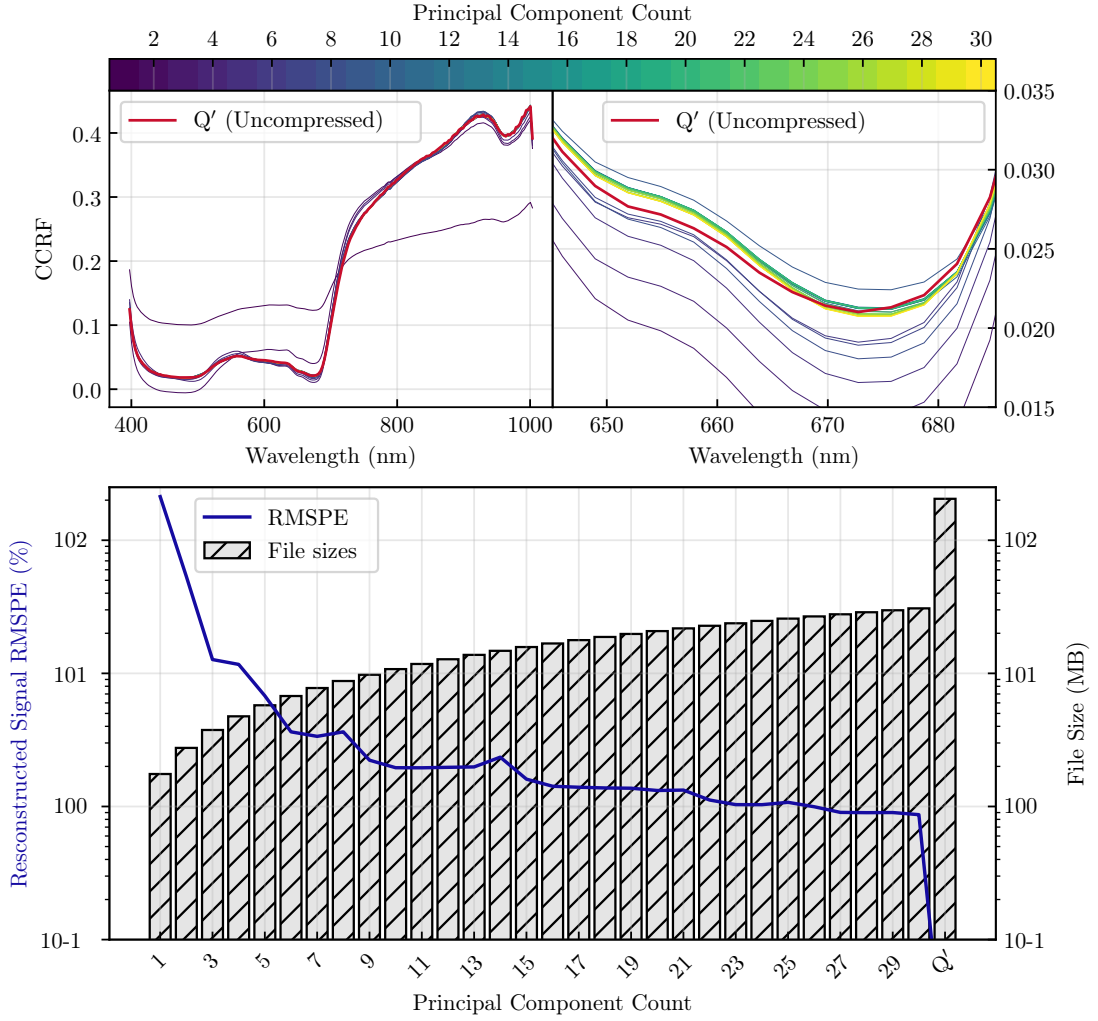 Principal Component Count
2 4 6 8 10 12 14 16 18 20 22 24 26 28 30
Q′ (Uncompressed)
Q′ (Uncompressed)
CCRF
0.4
0.3
0.2
0.1
0.0
0.035
0.030
0.025
0.020
0.015
400 600 800 1000
650 660 670 680
Wavelength (nm)
Wavelength (nm)
RMSPE
File sizes
Resconstructed Signal RMSPE (%)
102
101
100
10-1
102
101
100
10-1
File Size (MB)
1 3 5 7 9 11 13 15 17 19 21 23 25 27 29 Q′
Principal Component Count